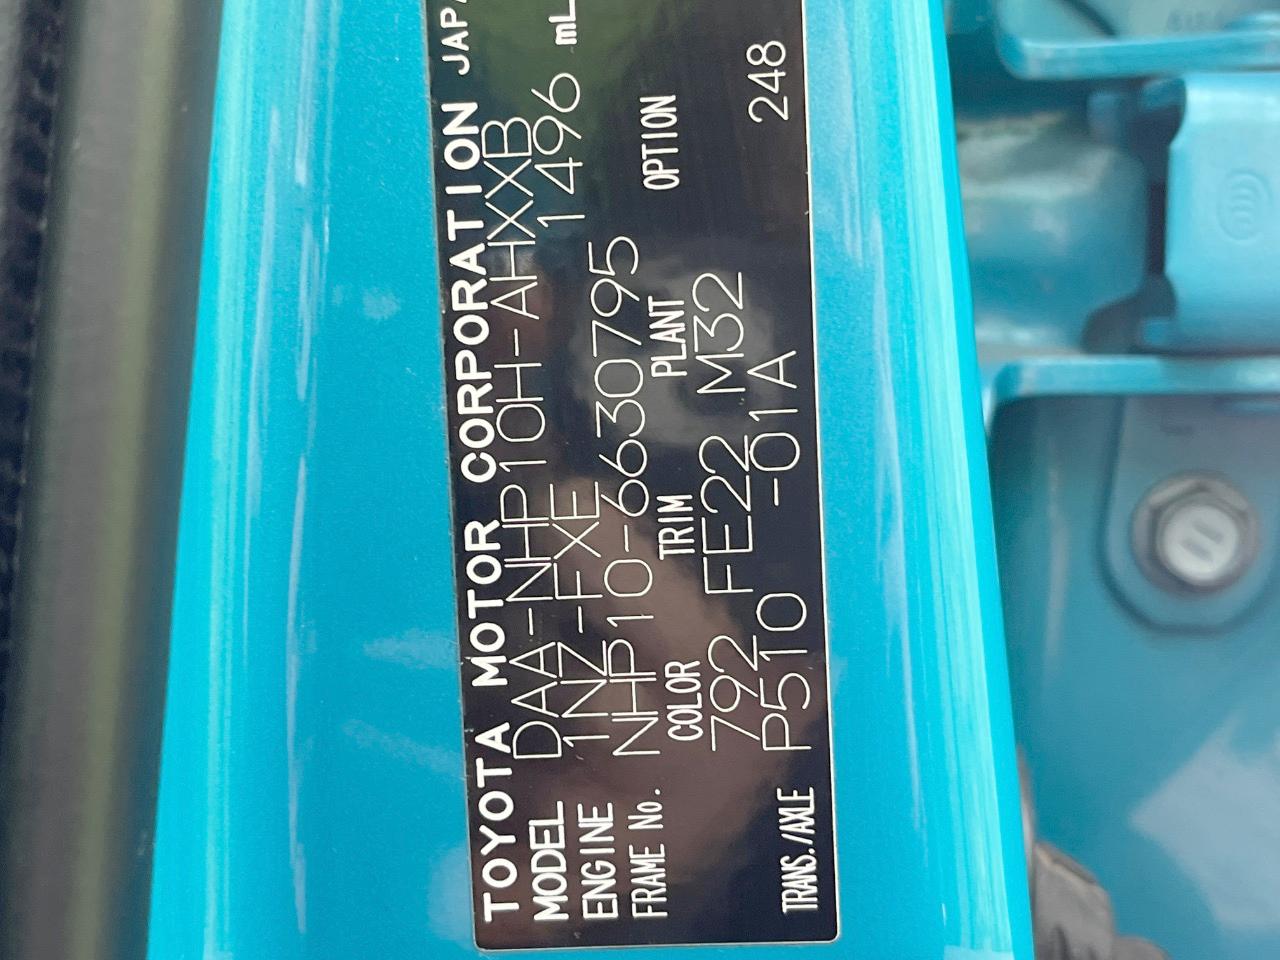 TOYOTA MOTOR CORPORATION JAPA
MODEL DAA-NHP10H-AHXXB
ENGINE 1NZ-FXE 1496 mL
FRAME No. NHP10-6630795
COLOR TRIM PLANT OPTION
792 FE22 M32
TRANS./AXLE P510 -01A 248